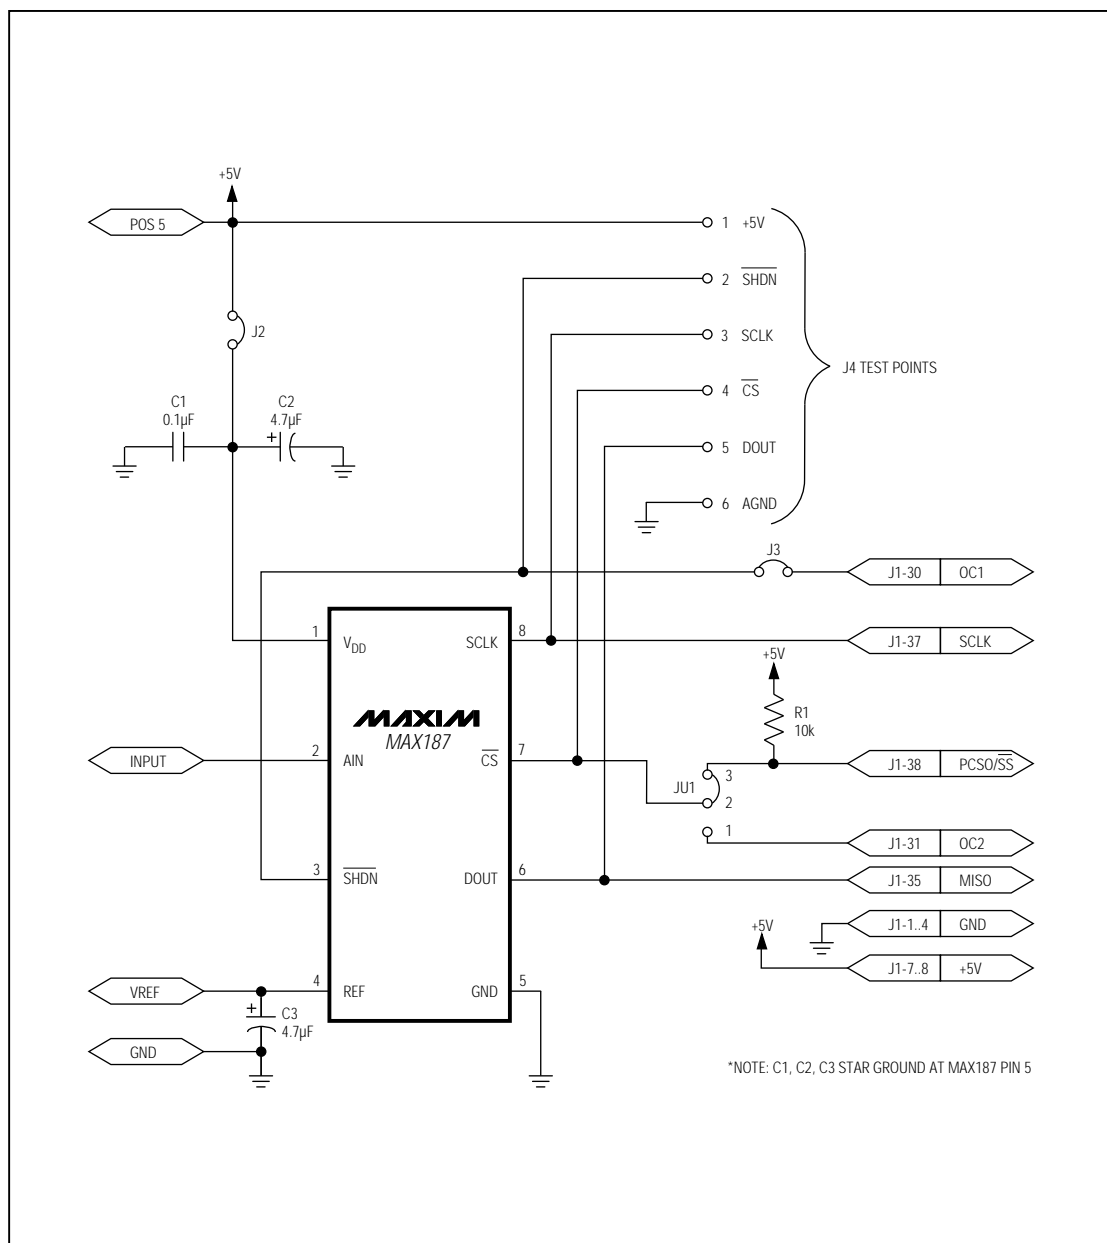 +5V
POS 5
1 +5V
2 SHDN
J2
3 SCLK
J4 TEST POINTS
4 CS
C1
0.1µF
C2
4.7µF
+
5 DOUT
6 AGND
J3
J1-30 OC1
1
VDD
SCLK
8
J1-37 SCLK
+5V
R1
10k
MAXIM
MAX187
2
AIN
CS
7
INPUT
J1-38 PCSO/SS
JU1
3
2
1
J1-31 OC2
3
SHDN
DOUT
6
J1-35 MISO
J1-1..4 GND
+5V
J1-7..8 +5V
VREF
4
REF
GND
5
+
C3
4.7µF
GND
*NOTE: C1, C2, C3 STAR GROUND AT MAX187 PIN 5